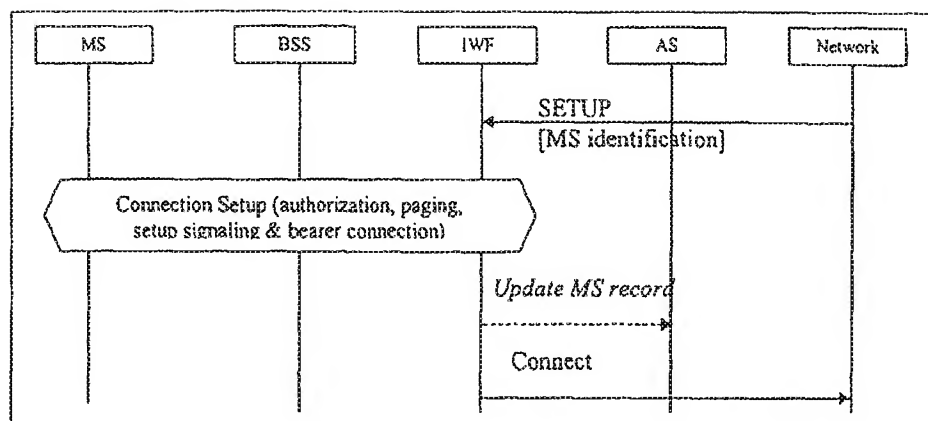 MS
BSS
IWF
AS
Network
SETUP
[MS identification]
Connection Setup (authorization, paging,
setup signaling & bearer connection)
Update MS record
Connect